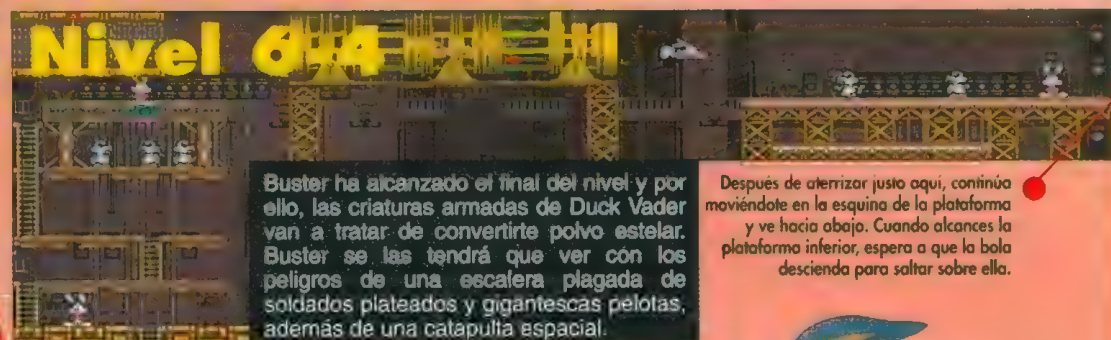 Nivel 6-4
Buster ha alcanzado el final del nivel y por
ello, las criaturas armadas de Duck Vader
van a tratar de convertirte polvo estelar.
Buster se las tendrá que ver con los
peligros de una escalera plagada de
soldados plateados y gigantescas pelotas,
además de una catapulta espacial.
Después de aterrizar justo aquí, continúa
moviéndote en la esquina de la plataforma
y ve hacia abajo. Cuando alcances la
plataforma inferior, espera a que la bola
descienda para saltar sobre ella.